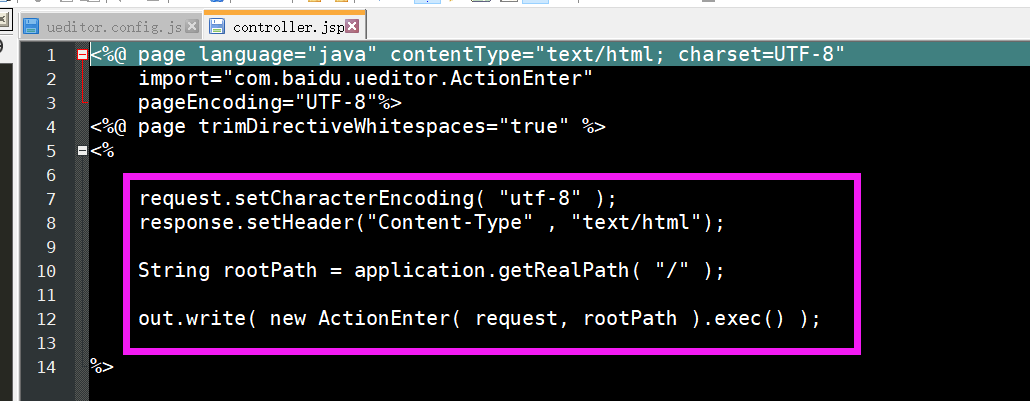 ueditor.config.js controller.jsp
1 <%@ page language="java" contentType="text/html; charset=UTF-8"
2 import="com.baidu.ueditor.ActionEnter"
3 pageEncoding="UTF-8"%>
4 <%@ page trimDirectiveWhitespaces="true" %>
5 <%
6
7 request.setCharacterEncoding( "utf-8" );
8 response.setHeader("Content-Type" , "text/html");
9
10 String rootPath = application.getRealPath( "/" );
11
12 out.write( new ActionEnter( request, rootPath ).exec() );
13
14 %>